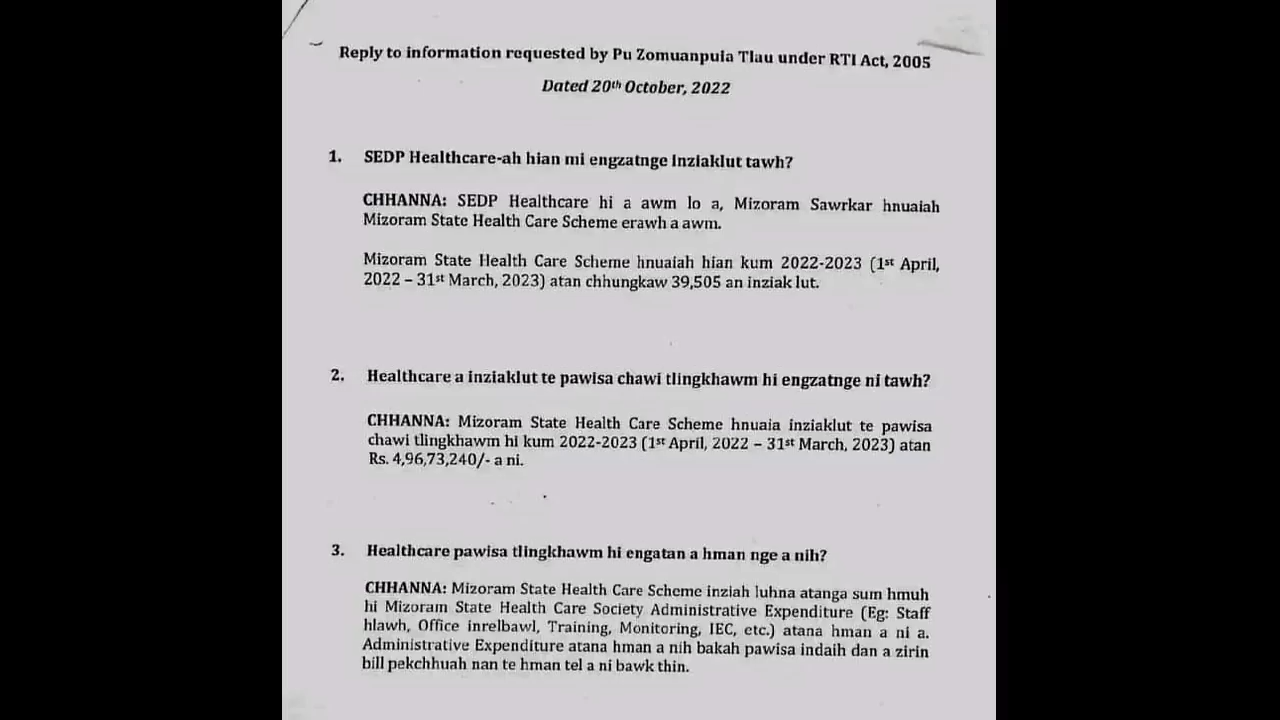 Reply to information requested by Pu Zomuanpuia Tlau under RTI Act, 2005
Dated 20th October, 2022
1. SEDP Healthcare-ah hian mi engzatnge inziaklut tawh?
CHHANNA: SEDP Healthcare hi a awm lo a, Mizoram Sawrkar hnuaiah
Mizoram State Health Care Scheme erawh a awm.
Mizoram State Health Care Scheme hnuaiah hian kum 2022-2023 (1st April,
2022 – 31st March, 2023) atan chhungkaw 39,505 an inziak lut.
2. Healthcare a inziaklut te pawisa chawi tlingkhawm hi engzatnge ni tawh?
CHHANNA: Mizoram State Health Care Scheme hnuaia inziaklut te pawisa
chawi tlingkhawm hi kum 2022-2023 (1st April, 2022 – 31st March, 2023) atan
Rs. 4,96,73,240/- a ni.
3. Healthcare pawisa tlingkhawm hi engatan a hman nge a nih?
CHHANNA: Mizoram State Health Care Scheme inziah luhna atanga sum hmuh
hi Mizoram State Health Care Society Administrative Expenditure (Eg: Staff
hlawh, Office inrelbawl, Training, Monitoring, IEC, etc.) atana hman a ni a.
Administrative Expenditure atana hman a nih bakah pawisa indaih dan a zirin
bill pekchhuah nan te hman tel a ni bawk thin.